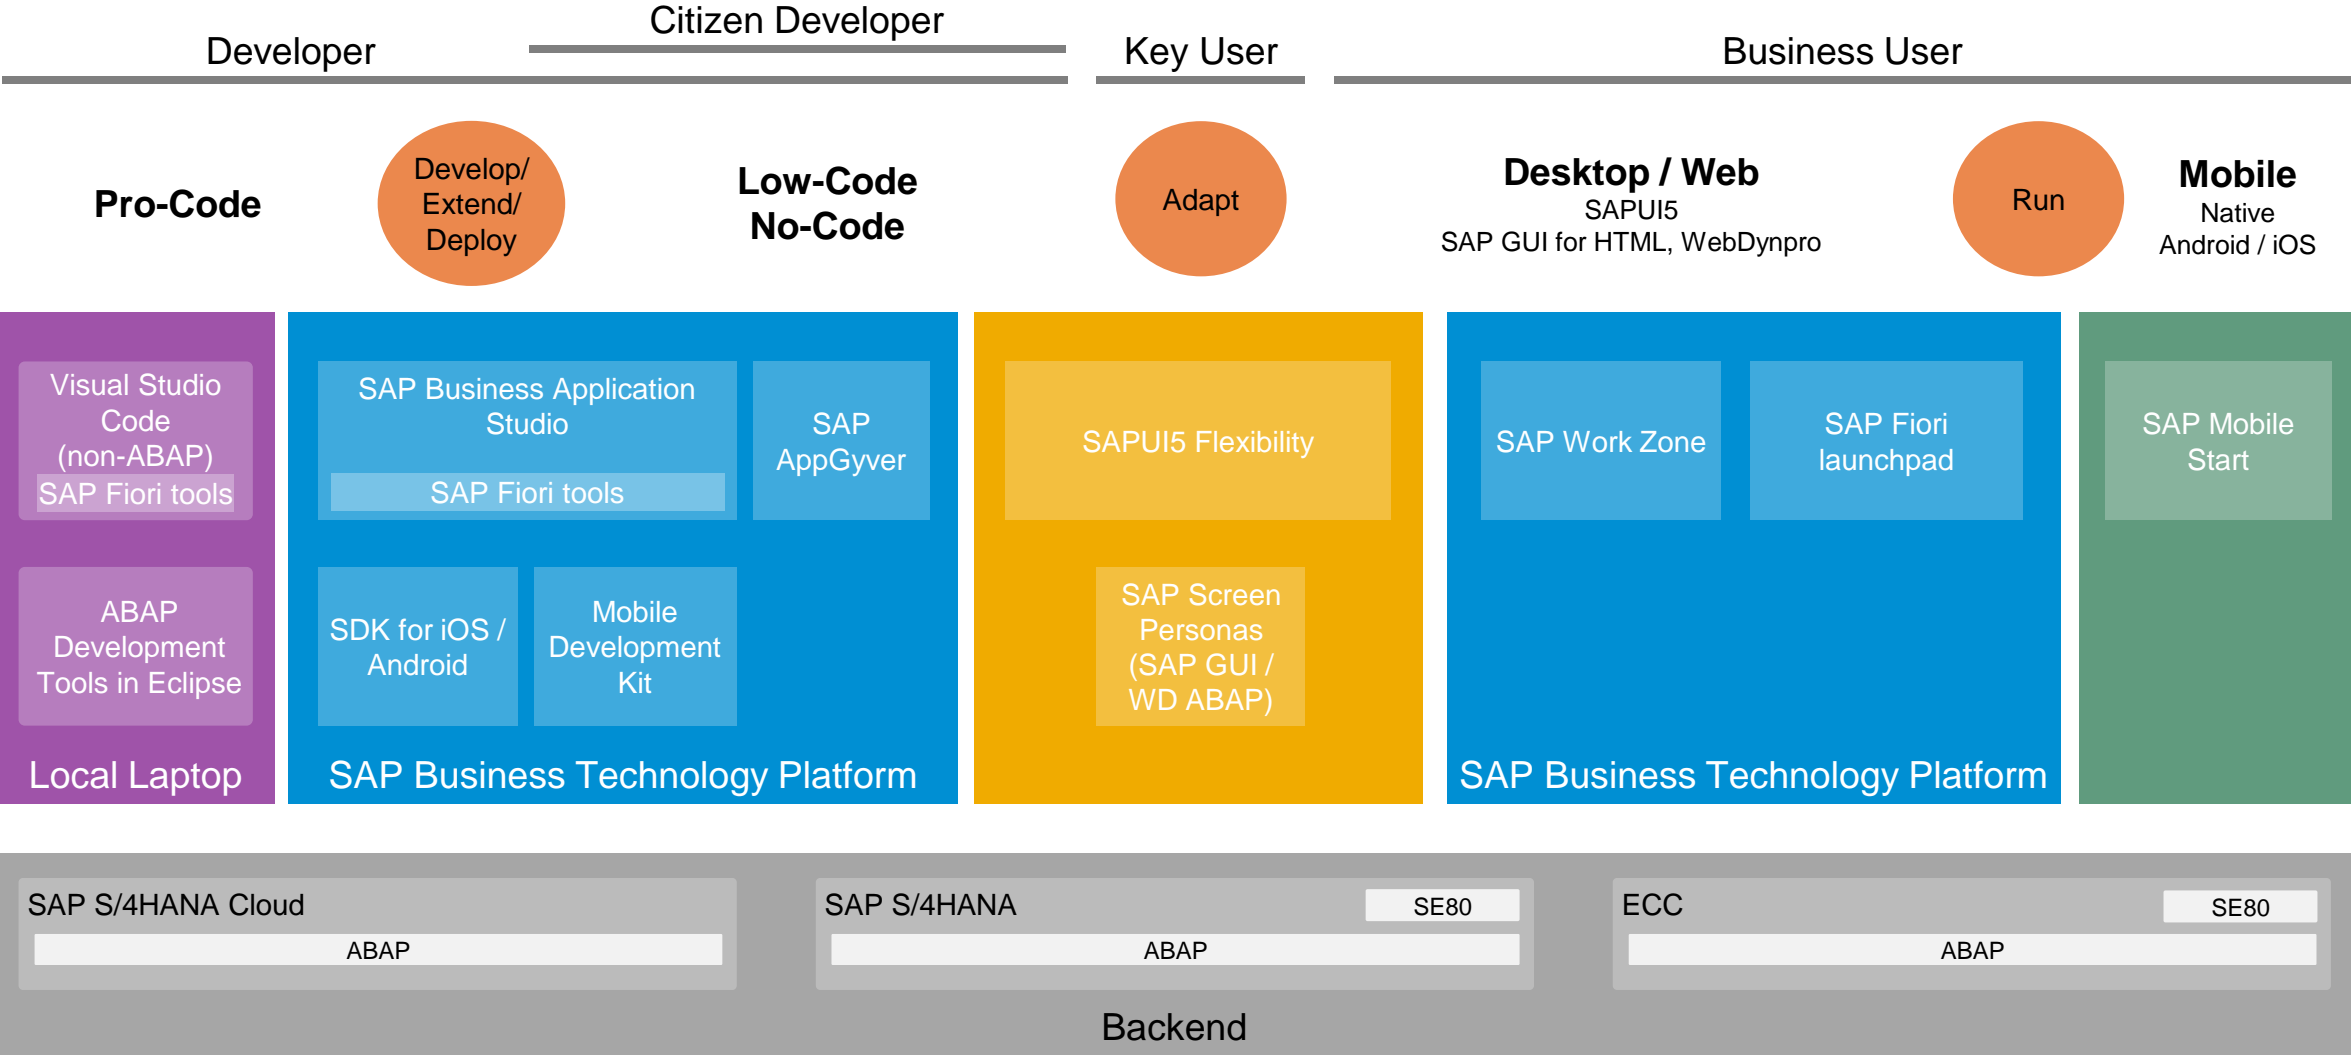 Citizen Developer
Developer
Key User
Business User
Pro-Code
Develop/
Extend/
Deploy
Low-Code
No-Code
Adapt
Desktop / Web
SAPUI5
SAP GUI for HTML, WebDynpro
Run
Mobile
Native
Android / iOS
Visual Studio
Code
(non-ABAP)
SAP Fiori tools
ABAP
Development
Tools in Eclipse
Local Laptop
SAP Business Application
Studio
SAP Fiori tools
SAP
AppGyver
SDK for iOS /
Android
Mobile
Development
Kit
SAP Business Technology Platform
SAPUI5 Flexibility
SAP Screen
Personas
(SAP GUI /
WD ABAP)
SAP Work Zone
SAP Fiori
launchpad
SAP Business Technology Platform
SAP Mobile
Start
SAP S/4HANA Cloud
ABAP
SAP S/4HANA
SE80
ABAP
ECC
SE80
ABAP
Backend